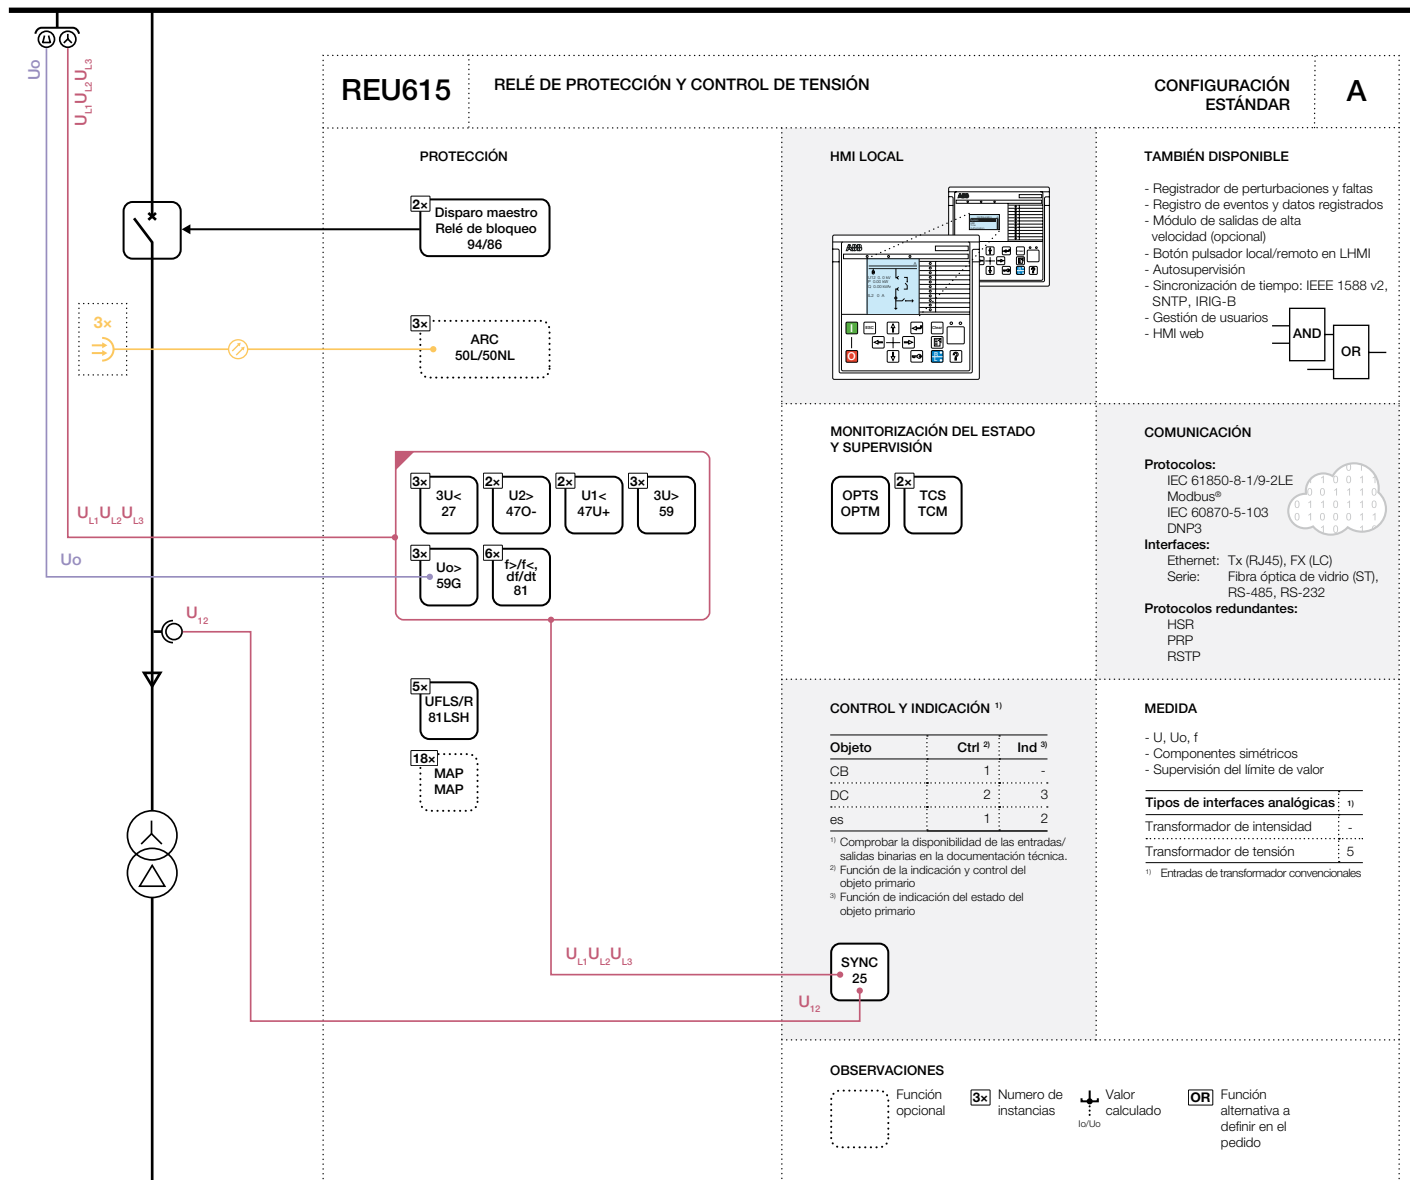 Uo
UL1UL2UL3
REU615
RELÉ DE PROTECCIÓN Y CONTROL DE TENSIÓN
CONFIGURACIÓN
ESTÁNDAR
A
PROTECCIÓN
2×
Disparo maestro
Relé de bloqueo
94/86
3×
3×
ARC
50L/50NL
UL1UL2UL3
Uo
3×
3U<
27
2×
U2>
47O-
2×
U1<
47U+
3×
3U>
59
3×
Uo>
59G
6×
f>/f<,
df/dt
81
U12
5×
UFLS/R
81LSH
18×
MAP
MAP
UL1UL2UL3
U12
HMI LOCAL
ABB
ABB
ESC
Clear
TAMBIÉN DISPONIBLE
- Registrador de perturbaciones y faltas
- Registro de eventos y datos registrados
- Módulo de salidas de alta
velocidad (opcional)
- Botón pulsador local/remoto en LHMI
- Autosupervisión
- Sincronización de tiempo: IEEE 1588 v2,
SNTP, IRIG-B
- Gestión de usuarios
- HMI web
AND
OR
MONITORIZACIÓN DEL ESTADO
Y SUPERVISIÓN
OPTS
OPTM
2×
TCS
TCM
COMUNICACIÓN
Protocolos:
IEC 61850-8-1/9-2LE
Modbus®
IEC 60870-5-103
DNP3
Interfaces:
Ethernet: Tx (RJ45), FX (LC)
Serie: Fibra óptica de vidrio (ST),
RS-485, RS-232
Protocolos redundantes:
HSR
PRP
RSTP
CONTROL Y INDICACIÓN 1)
Objeto Ctrl 2) Ind 3)
CB 1 -
DC 2 3
es 1 2
1) Comprobar la disponibilidad de las entradas/
salidas binarias en la documentación técnica.
2) Función de la indicación y control del
objeto primario
3) Función de indicación del estado del
objeto primario
SYNC
25
MEDIDA
- U, Uo, f
- Componentes simétricos
- Supervisión del límite de valor
Tipos de interfaces analógicas 1)
Transformador de intensidad -
Transformador de tensión 5
1) Entradas de transformador convencionales
OBSERVACIONES
Función
opcional
3×
Numero de
instancias
Io/Uo
Valor
calculado
OR
Función
alternativa a
definir en el
pedido